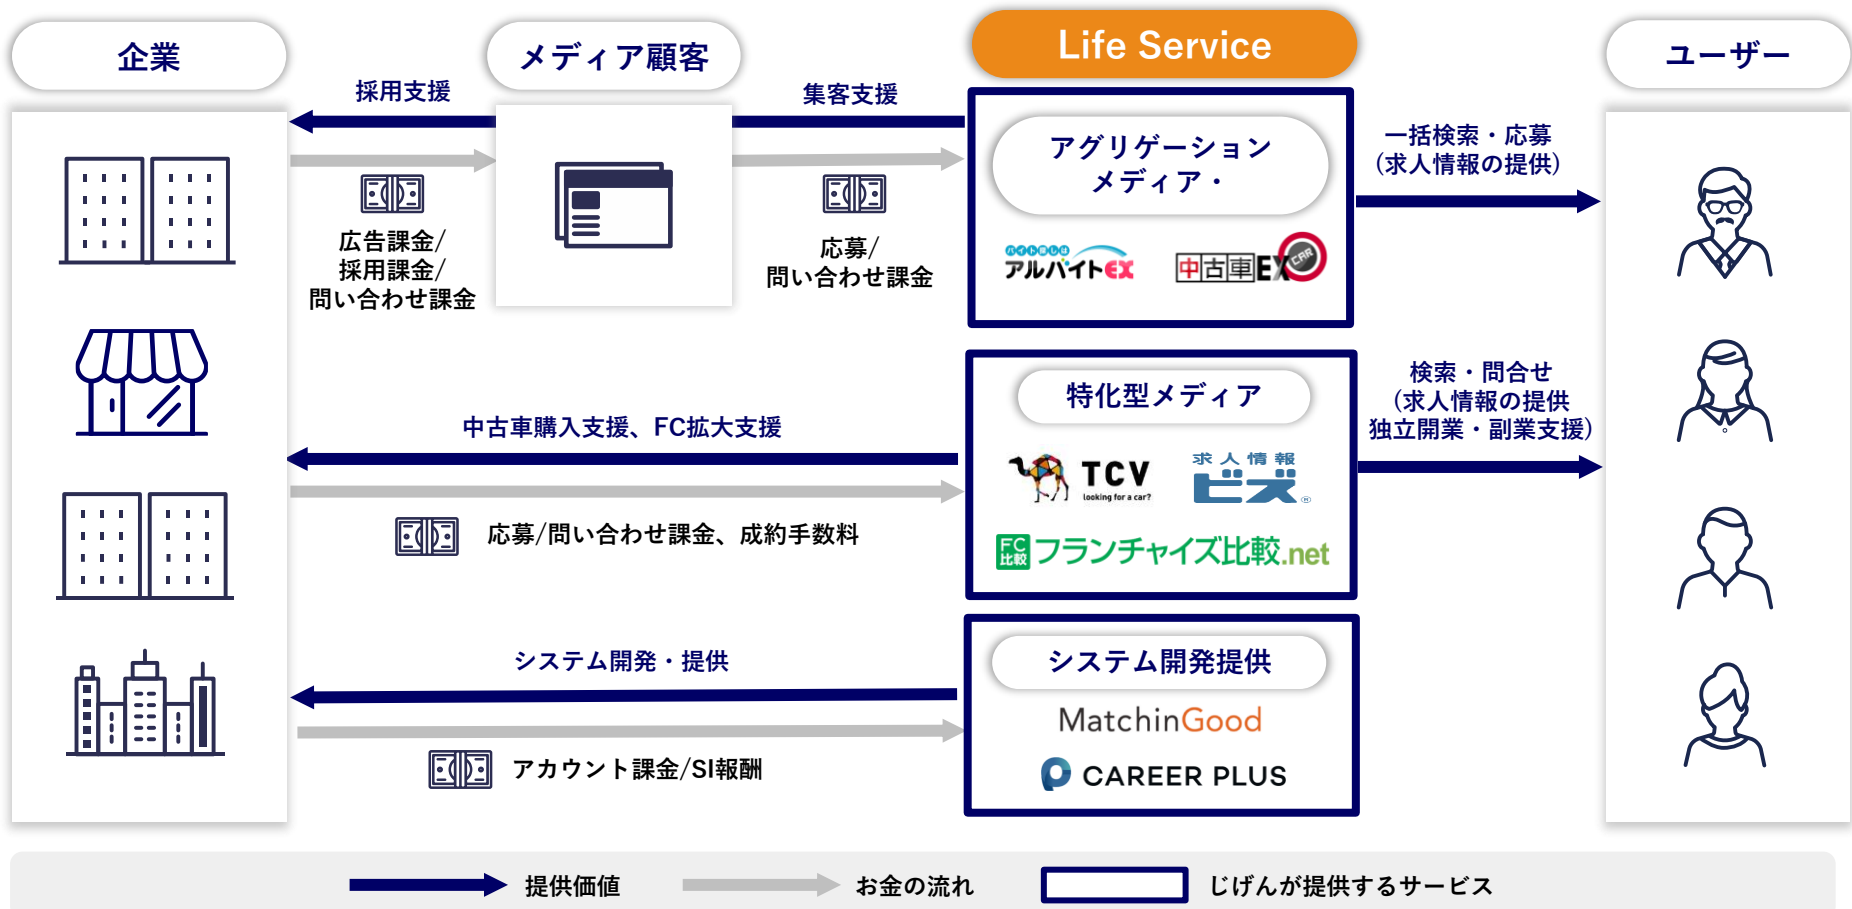 企業
メディア顧客
Life Service
ユーザー
採用支援
集客支援
アグリゲーション
メディア・
一括検索・応募
(求人情報の提供)
広告課金/
採用課金/
問い合わせ課金
応募/
問い合わせ課金
バイト探しは
アルバイトEX
中古車EX
CAR
特化型メディア
検索・問合せ
(求人情報の提供
独立開業・副業支援)
中古車購入支援、FC拡大支援
TCV
looking for a car?
求人情報
ビズ®
応募/問い合わせ課金、成約手数料
FC
比較
フランチャイズ比較.net
システム開発・提供
システム開発提供
MatchinGood
アカウント課金/SI報酬
CAREER PLUS
提供価値
お金の流れ
じげんが提供するサービス